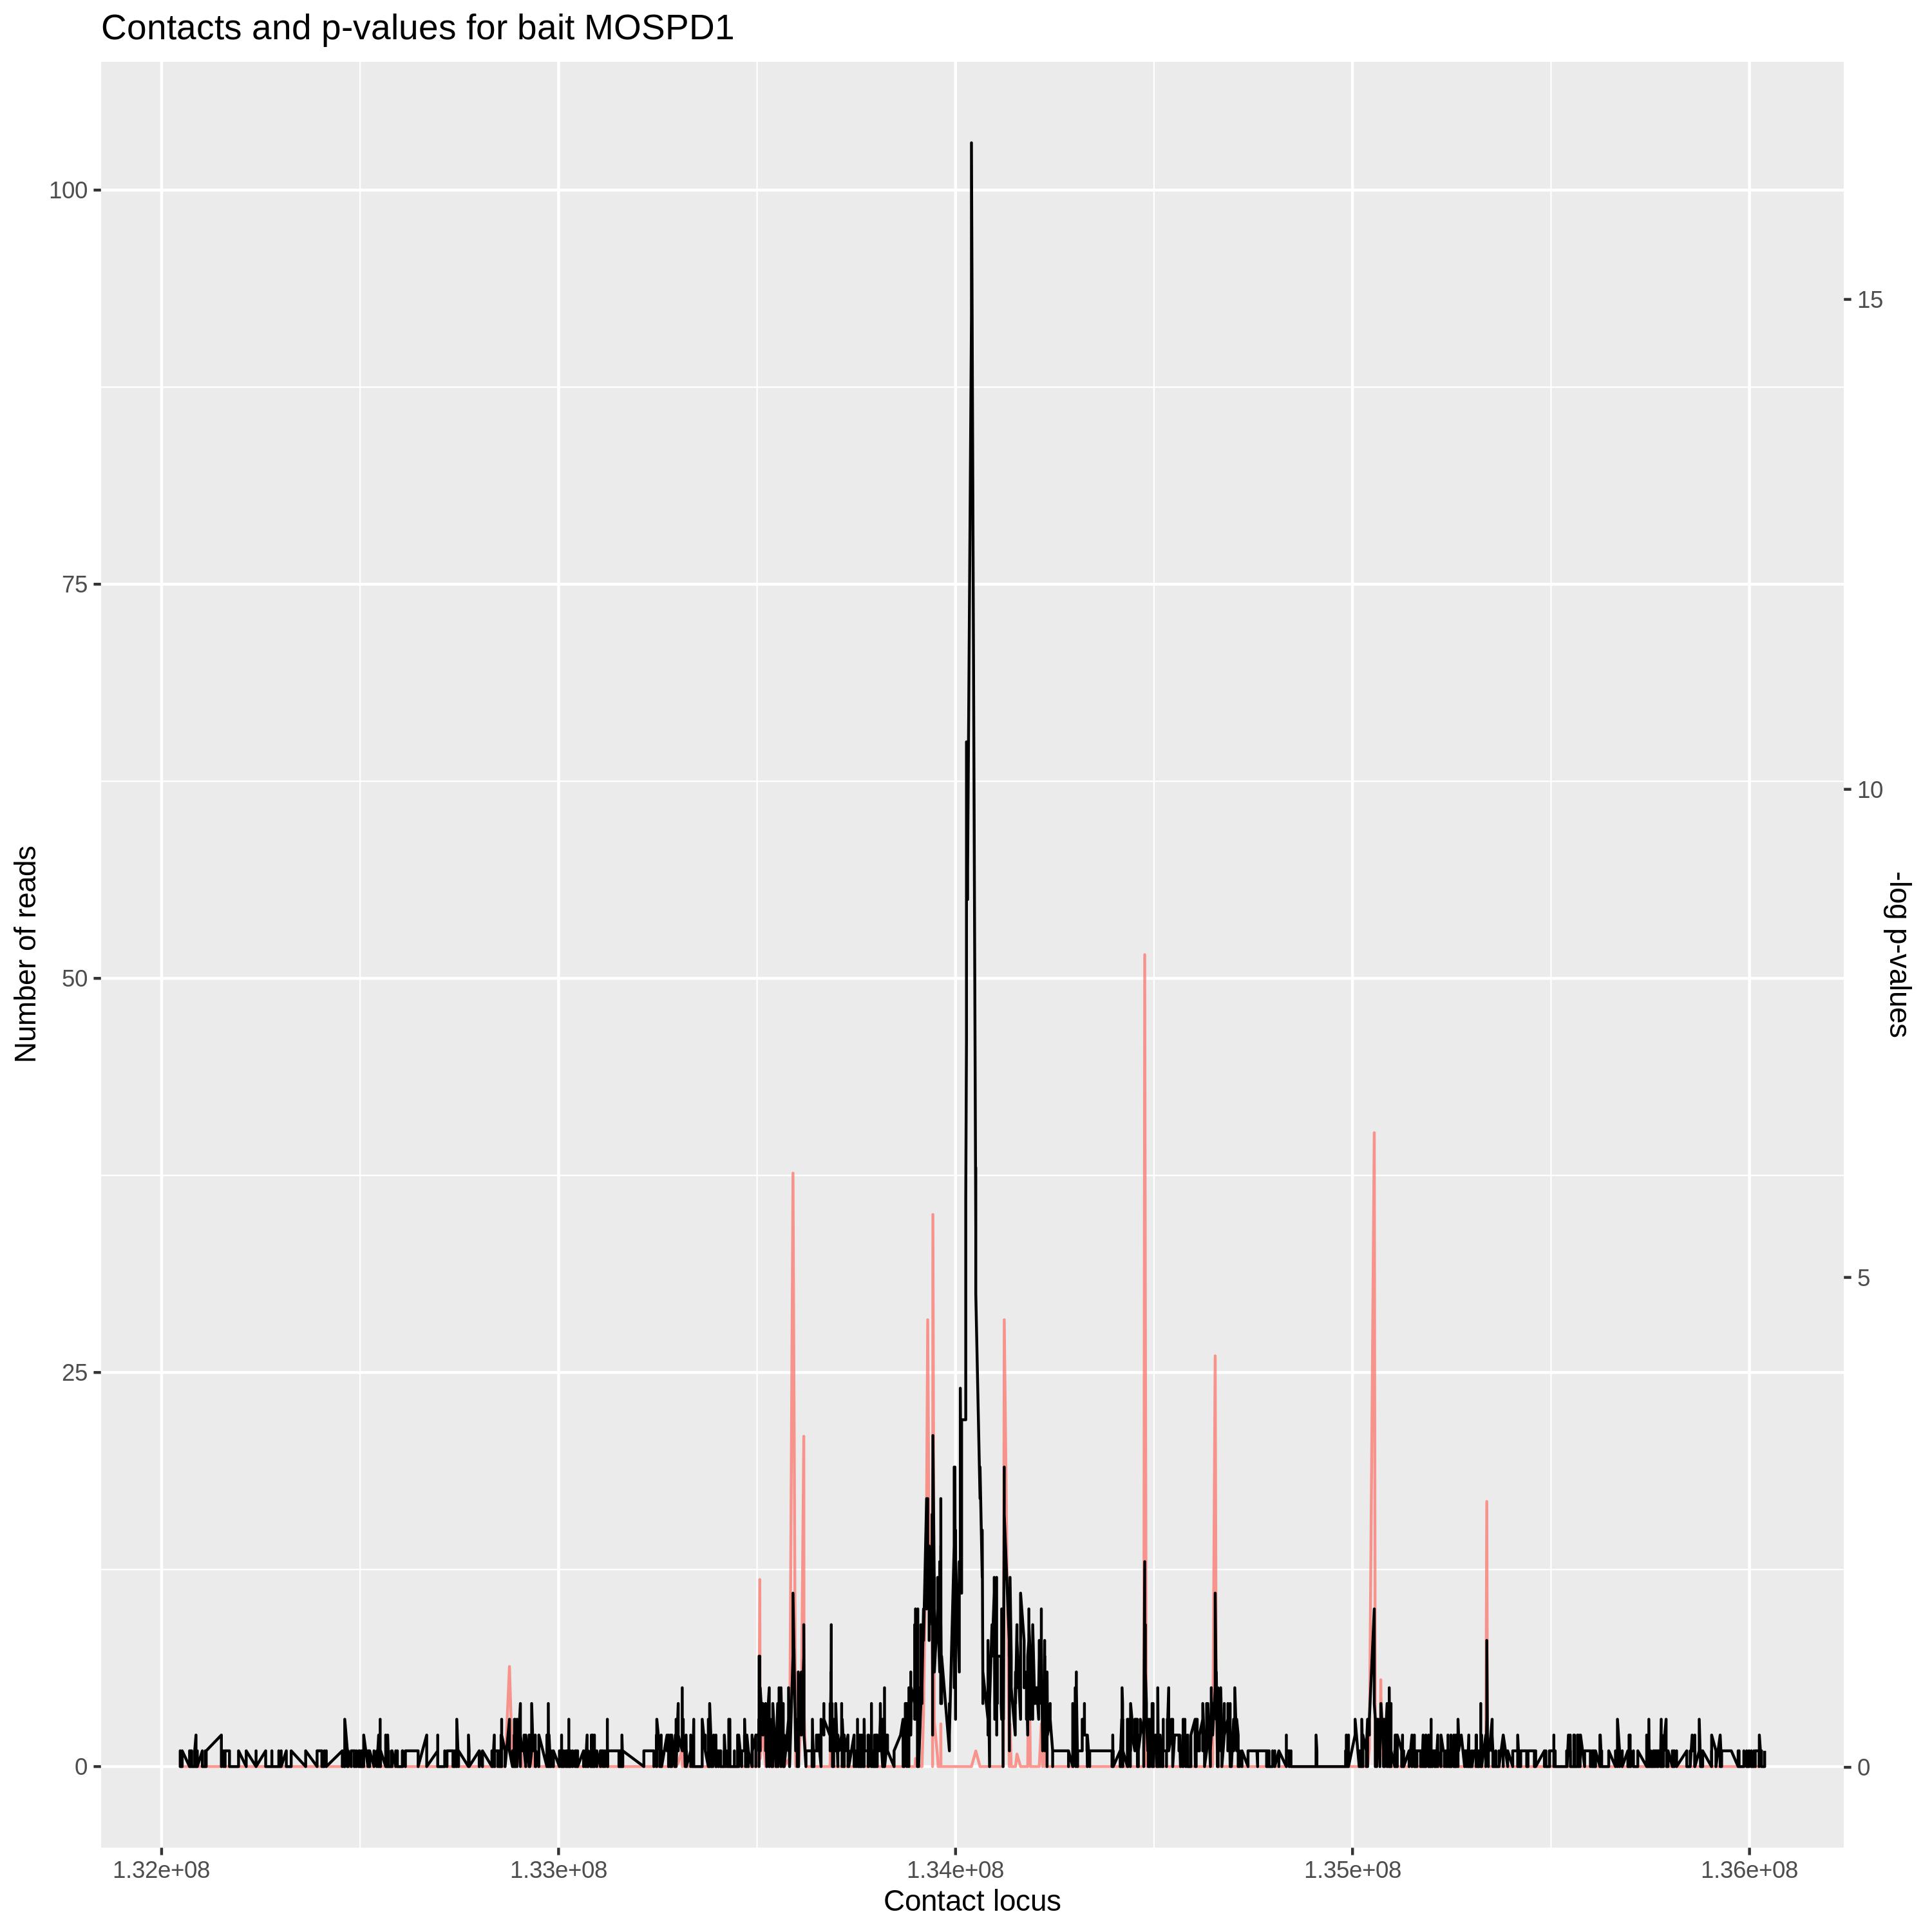 Contacts and p-values for bait MOSPD1
100
75
50
25
0
Number of reads
15
10
5
0
-log p-values
1.32e+08
1.33e+08
1.34e+08
1.35e+08
1.36e+08
Contact locus